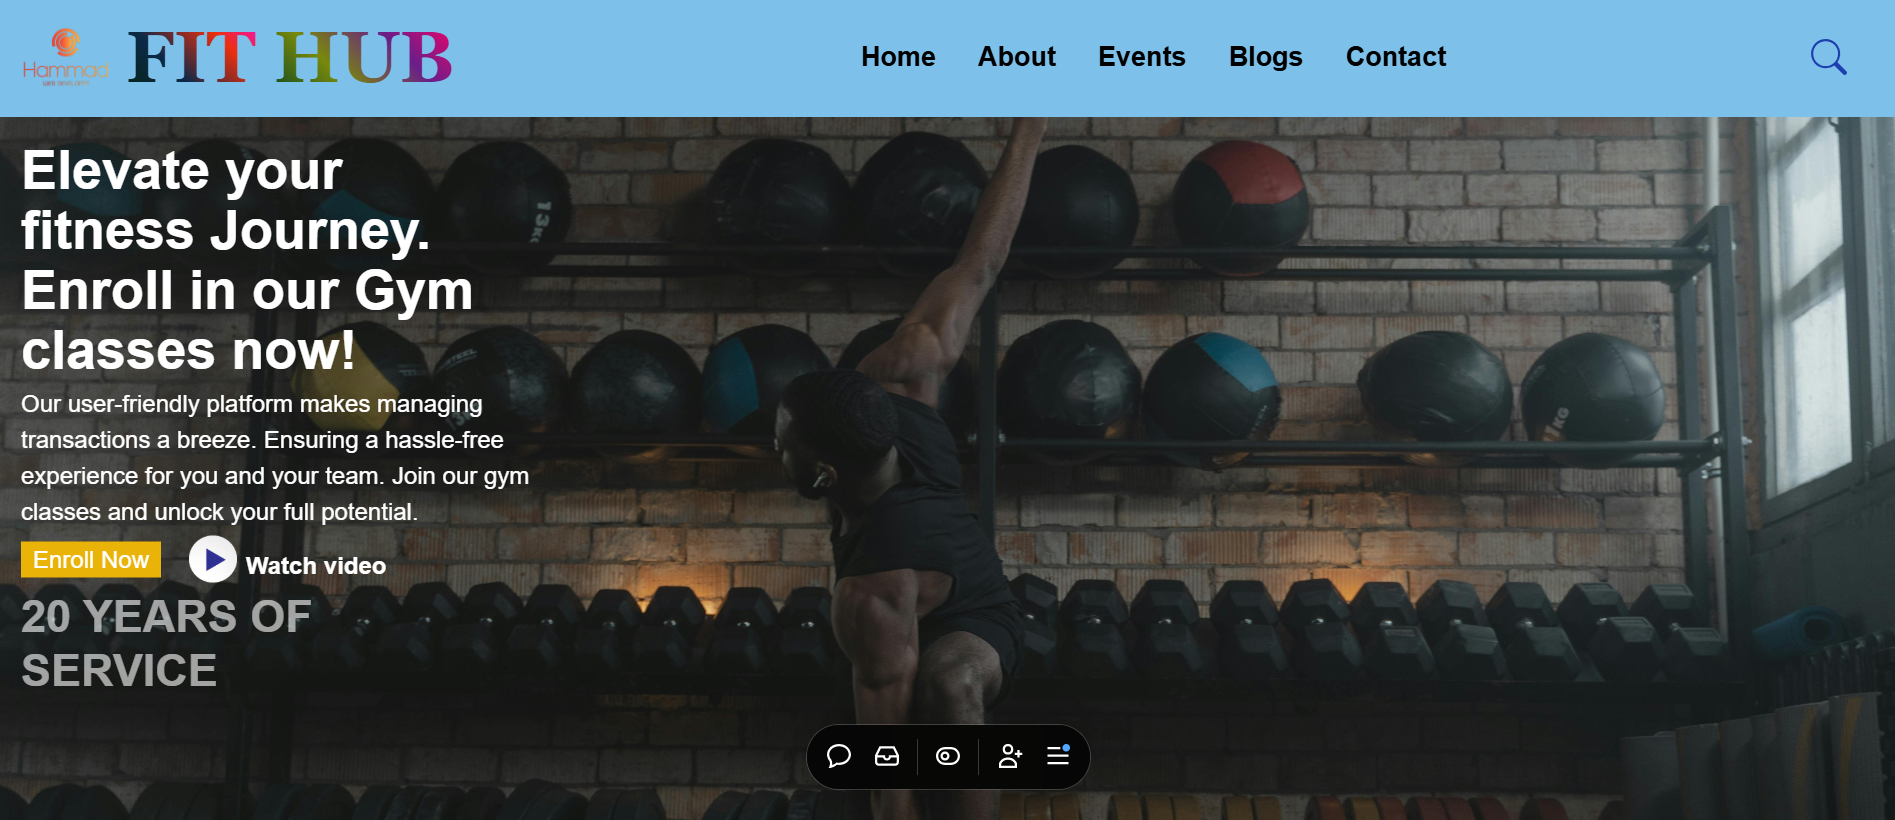 Hammad
FIT HUB
Home
About
Events
Blogs
Contact
Elevate your
fitness Journey.
Enroll in our Gym
classes now!
Our user-friendly platform makes managing
transactions a breeze. Ensuring a hassle-free
experience for you and your team. Join our gym
classes and unlock your full potential.
Enroll Now
Watch video
20 YEARS OF
SERVICE